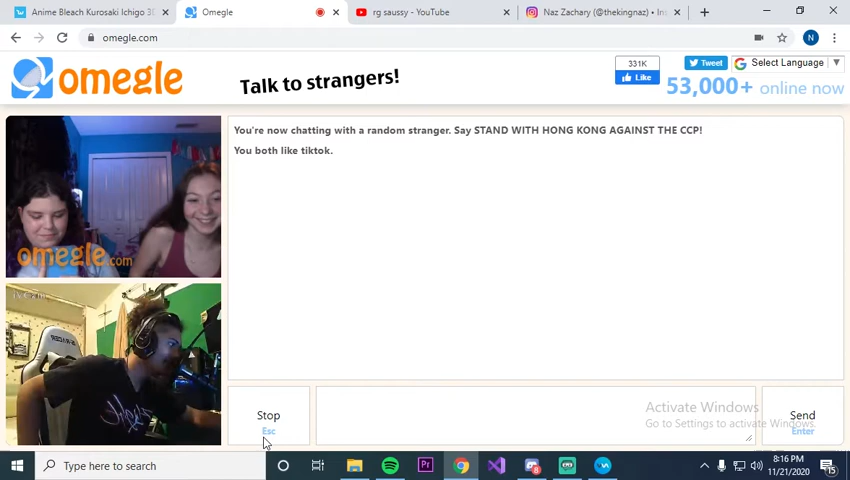 Anime Bleach Kurosaki Ichigo 3D
Omegle
rg saussy - YouTube
Naz Zachary (@thekingnaz) • In
omegle.com
N
omegle
Talk to strangers!
331K
Like
Tweet
Select Language
53,000+ online now
You're now chatting with a random stranger. Say STAND WITH HONG KONG AGAINST THE CCP!
You both like tiktok.
omegle.com
iVCam
Stop
Esc
Send
Enter
Activate Windows
Go to Settings to activate Windows.
Type here to search
8:16 PM
11/21/2020
15